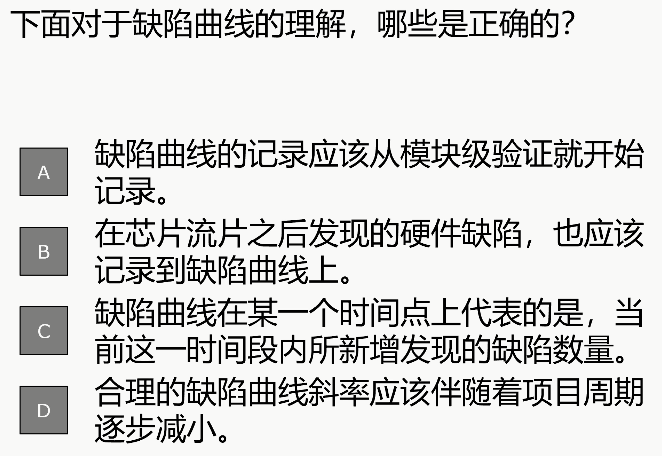 下面对于缺陷曲线的理解，哪些是正确的？
A 缺陷曲线的记录应该从模块级验证就开始
记录。
B 在芯片流片之后发现的硬件缺陷，也应该
记录到缺陷曲线上。
C 缺陷曲线在某一个时间点上代表的是，当
前这一时间段内所新增发现的缺陷数量。
D 合理的缺陷曲线斜率应该伴随着项目周期
逐步减小。